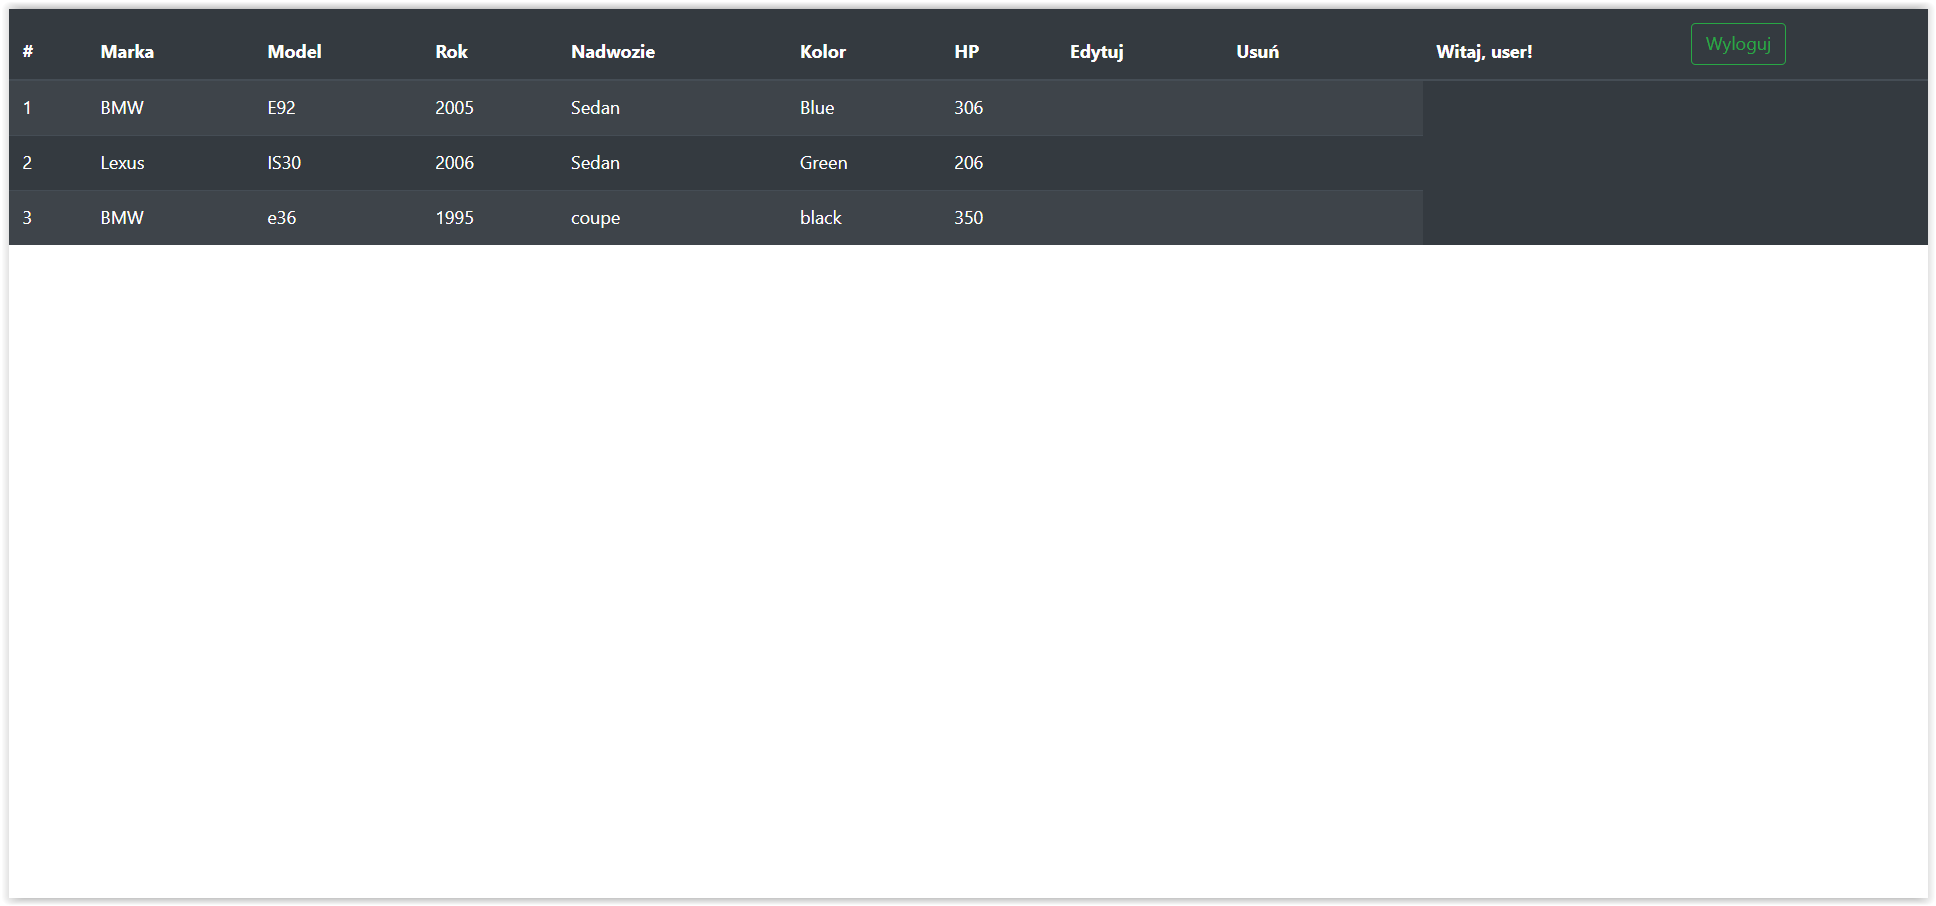 # Marka Model Rok Nadwozie Kolor HP Edytuj Usuń Witaj, user! Wyloguj
1 BMW E92 2005 Sedan Blue 306
2 Lexus IS30 2006 Sedan Green 206
3 BMW e36 1995 coupe black 350